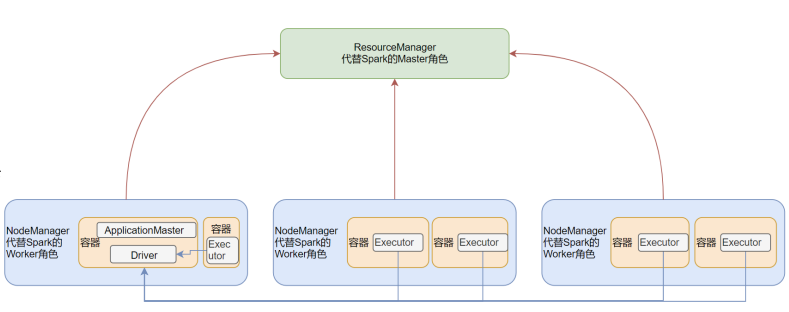 ResourceManager
代替Spark的Master角色
NodeManager
代替Spark的
Worker角色
容器
ApplicationMaster
Driver
容器
Exec
utor
NodeManager
代替Spark的
Worker角色
容器
Executor
容器
Executor
NodeManager
代替Spark的
Worker角色
容器
Executor
容器
Executor